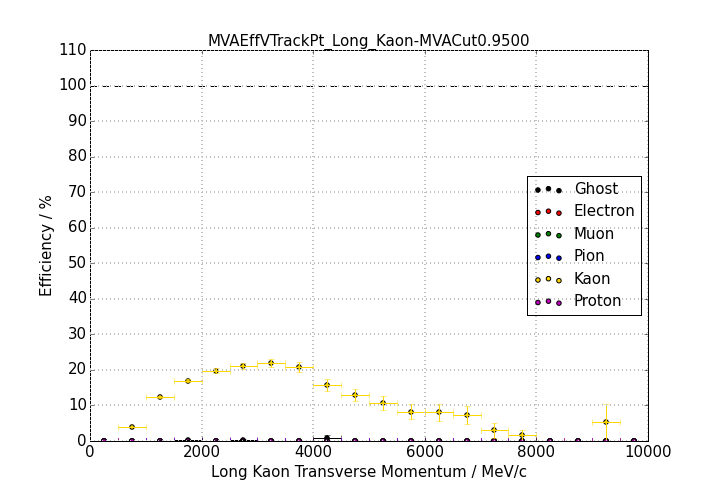 MVAEffVTrackPt_Long_Kaon-MVACut0.9500
110
100
90
80
70
60
50
40
30
20
10
0
Efficiency / %
Ghost
Electron
Muon
Pion
Kaon
Proton
0 2000 4000 6000 8000 10000
Long Kaon Transverse Momentum / MeV/c